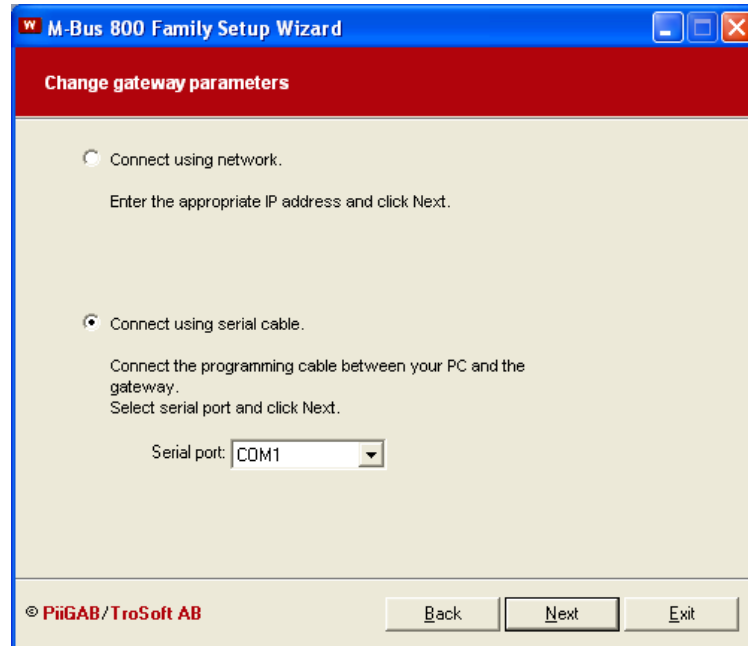 W M-Bus 800 Family Setup Wizard
Change gateway parameters
Connect using network.
Enter the appropriate IP address and click Next.
Connect using serial cable.
Connect the programming cable between your PC and the
gateway.
Select serial port and click Next.
Serial port: COM1
© PiiGAB/TroSoft AB Back Next Exit